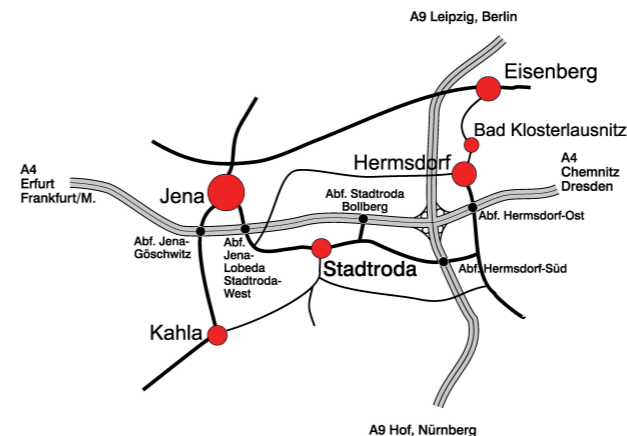 A9 Leipzig, Berlin
Eisenberg
Bad Klosterlausnitz
Hermsdorf
A4
Chemnitz
Dresden
A4
Erfurt
Frankfurt/M.
Jena
Abf. Stadtroda
Bollberg
Abf. Hermsdorf-Ost
Abf. Jena-
Göschwitz
Abf.
Jena-
Lobeda
Stadtroda-
West
Stadtroda
Abf. Hermsdorf-Süd
Kahla
A9 Hof, Nürnberg